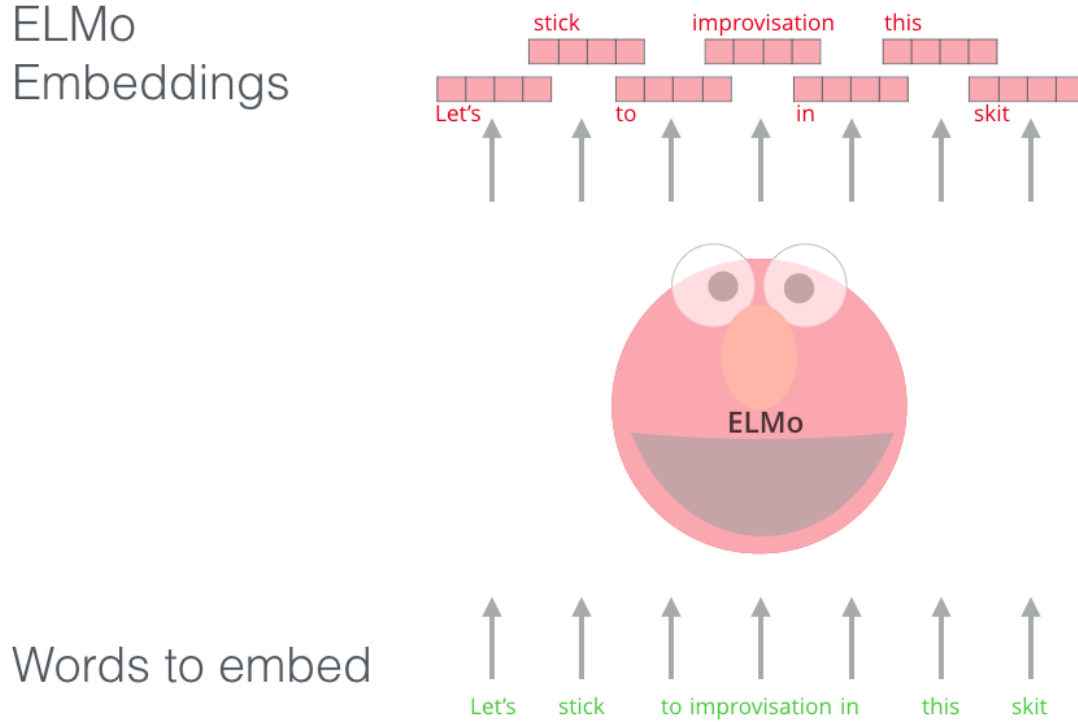 ELMo
Embeddings
stick improvisation this
Let's to in skit
ELMo
Words to embed
Let's stick to improvisation in this skit